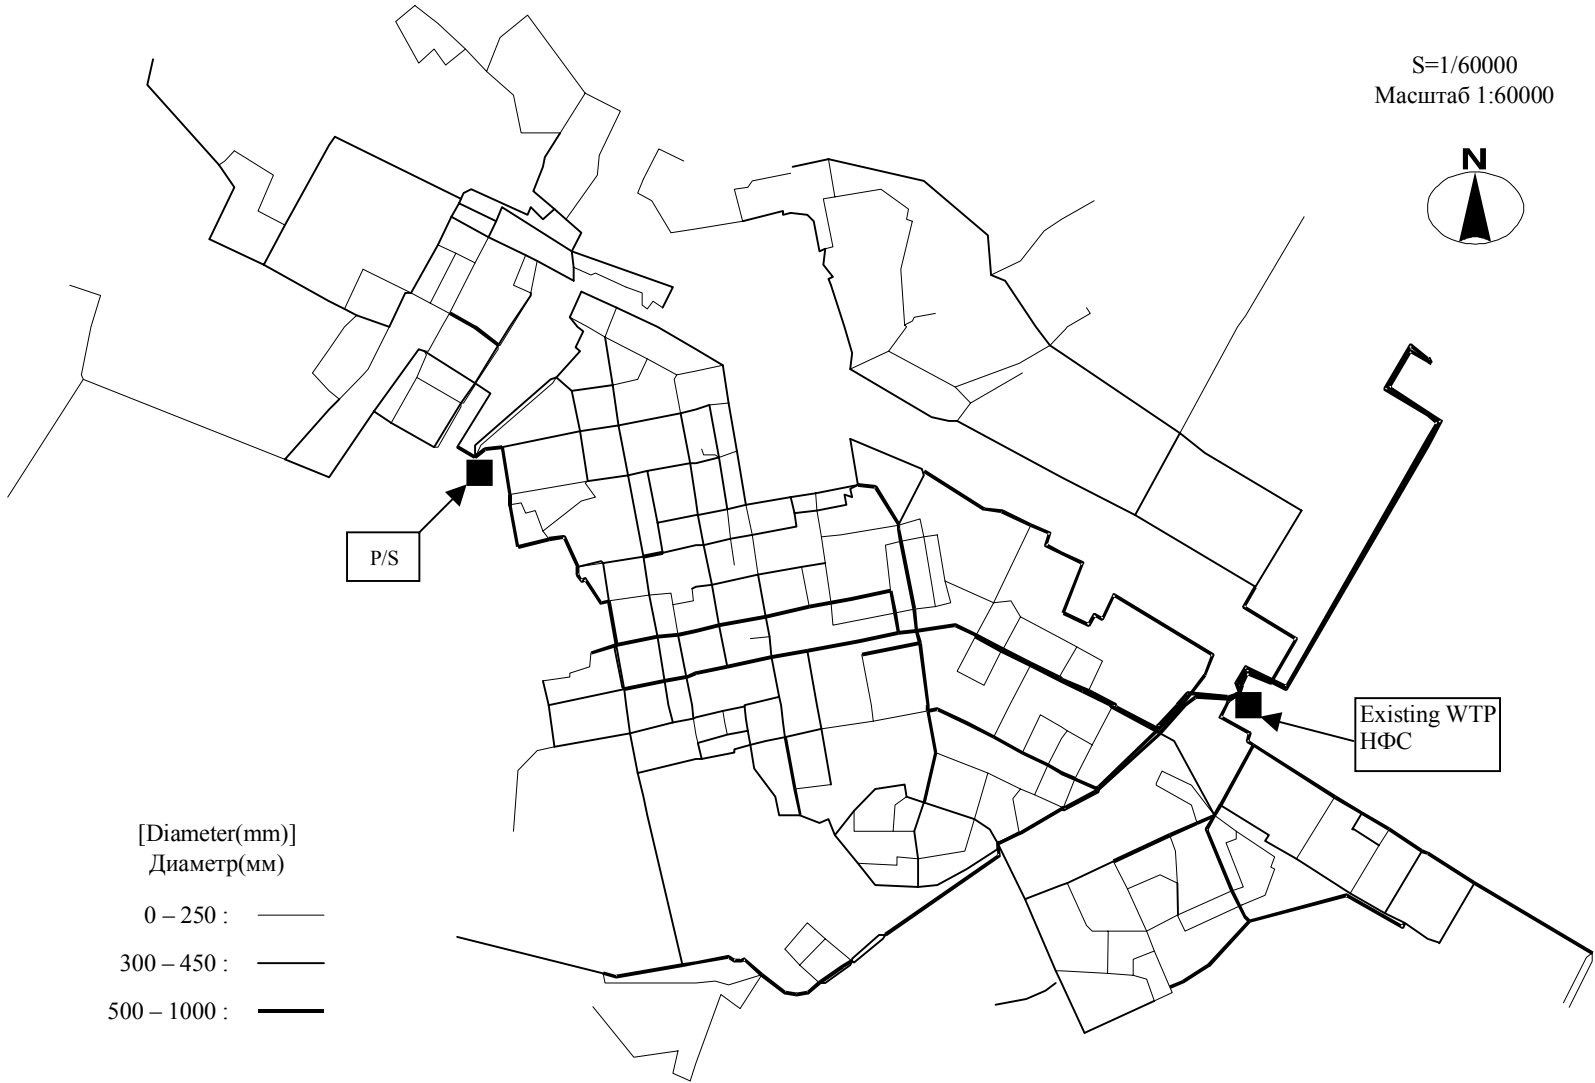 S=1/60000
Масштаб 1:60000
N
P/S
Existing WTP
НФС
[Diameter(mm)]
Диаметр(мм)
0 – 250 :
300 – 450 :
500 – 1000 :